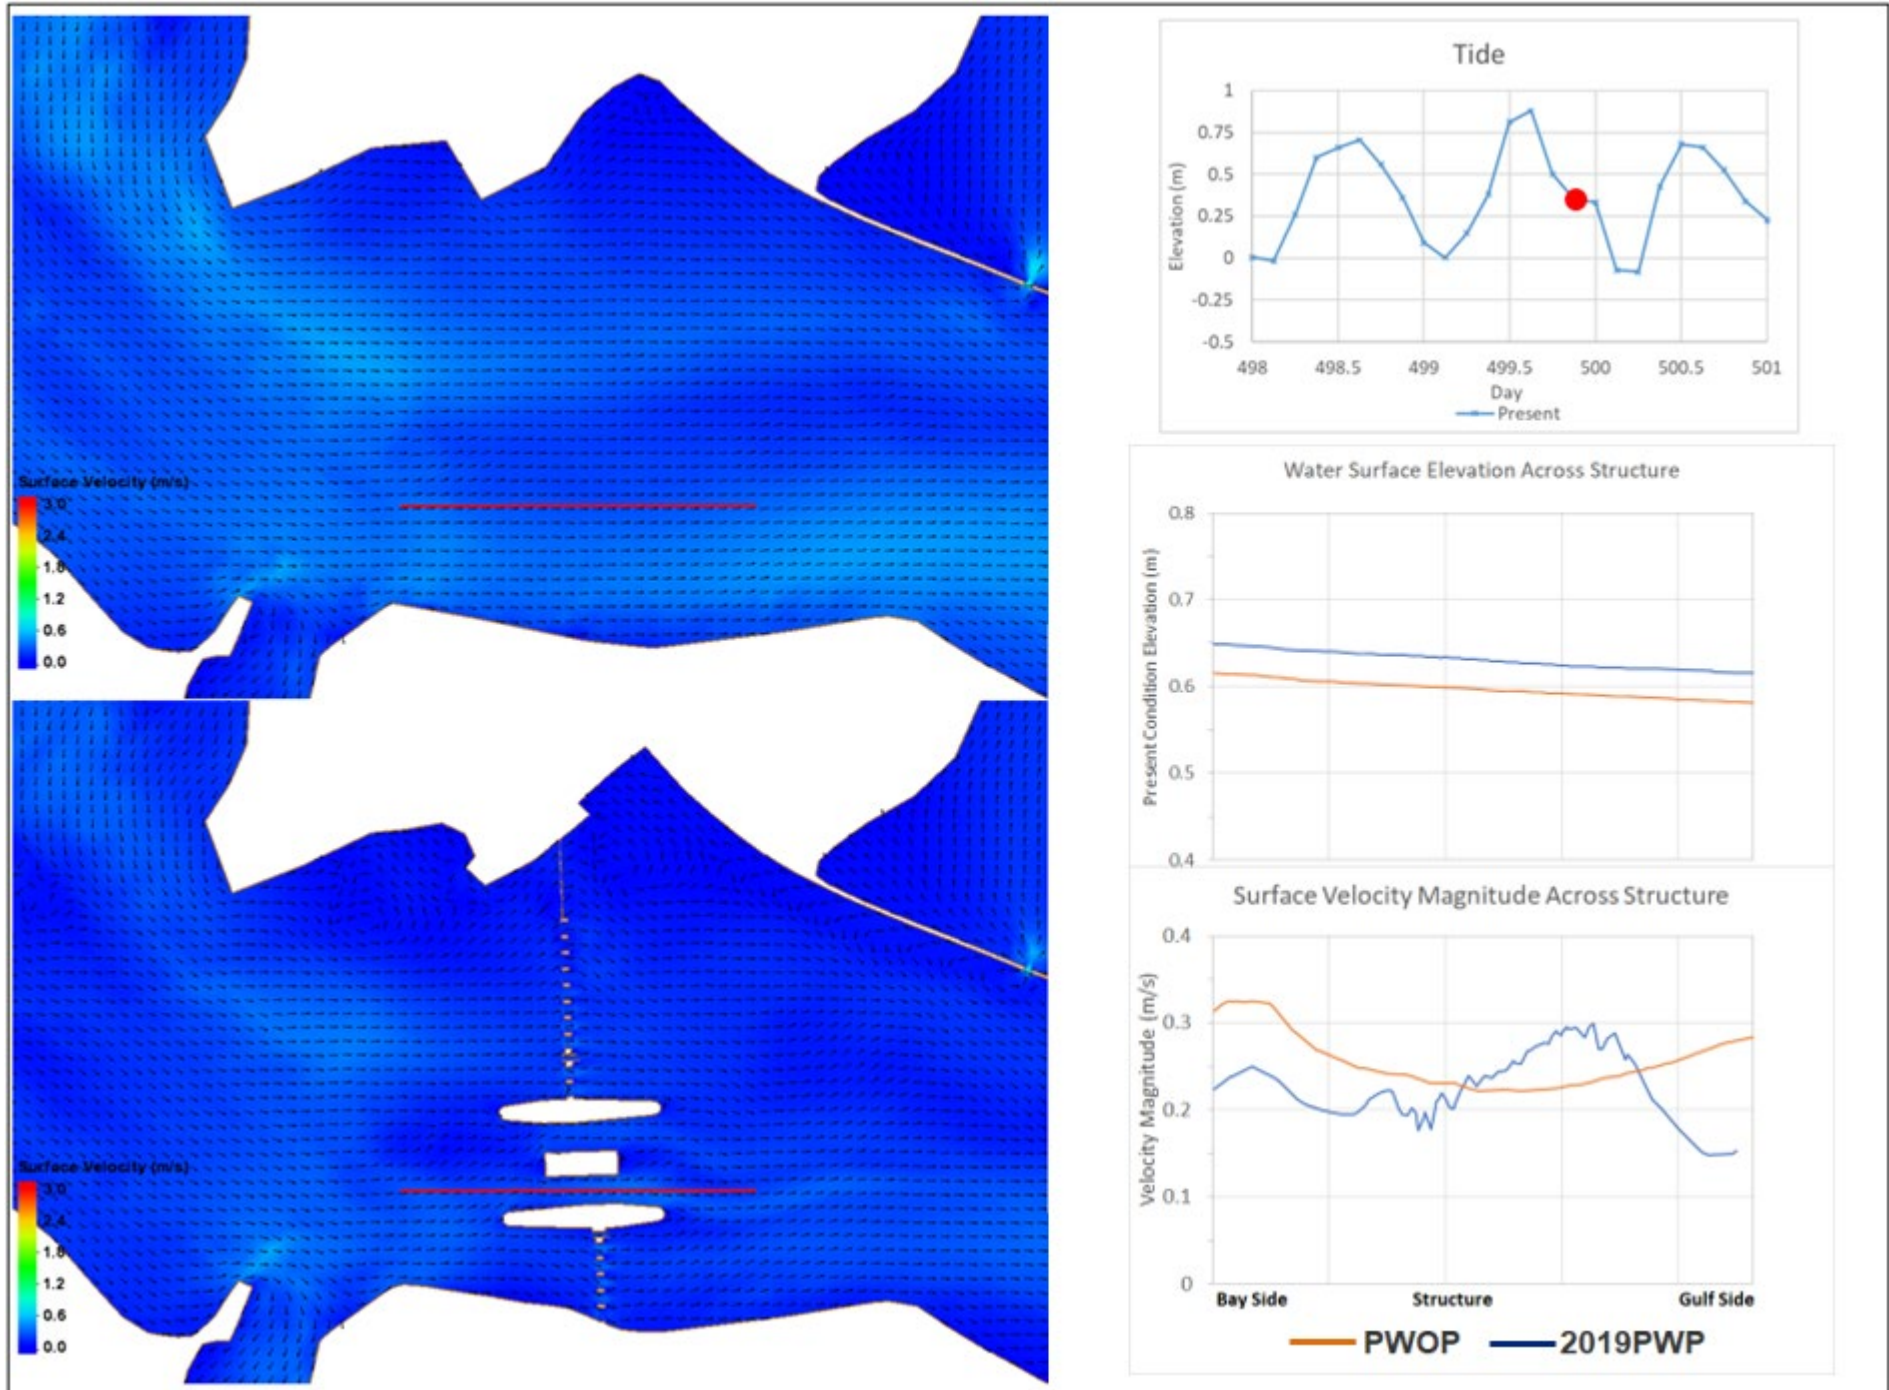 Surface Velocity (m/s)
3.0
2.4
1.8
1.2
0.6
0.0
Surface Velocity (m/s)
3.0
2.4
1.8
1.2
0.6
0.0
Tide
Elevation (m)
1
0.75
0.5
0.25
0
-0.25
-0.5
498 498.5 499 499.5 500 500.5 501
Day
Present
Water Surface Elevation Across Structure
Present Condition Elevation (m)
0.8
0.7
0.6
0.5
0.4
Surface Velocity Magnitude Across Structure
Velocity Magnitude (m/s)
0.4
0.3
0.2
0.1
0
Bay Side Structure Gulf Side
PWOP 2019PWP